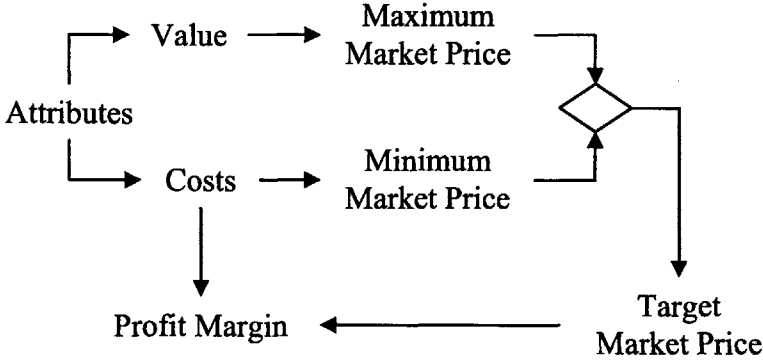 Value
Maximum
Market Price
Attributes
Costs
Minimum
Market Price
Profit Margin
Target
Market Price